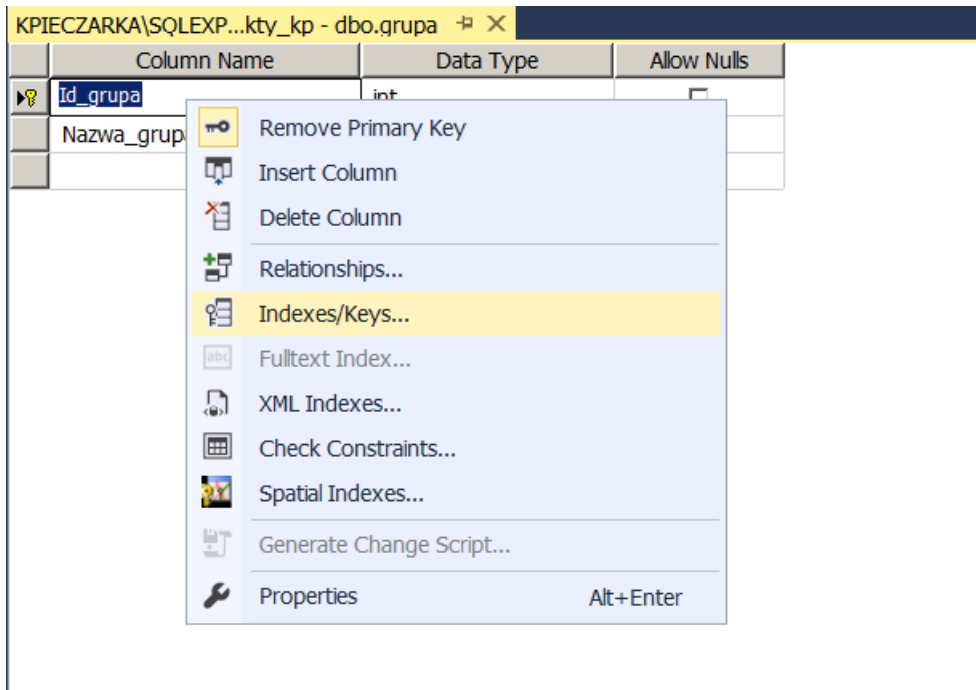 KPIECZARKA\SQLEXP...kty_kp - dbo.grupa
Column Name Data Type Allow Nulls
Id_grupa int
Nazwa_grup
Remove Primary Key
Insert Column
Delete Column
Relationships...
Indexes/Keys...
abc Fulltext Index...
XML Indexes...
Check Constraints...
Spatial Indexes...
Generate Change Script...
Properties Alt+Enter